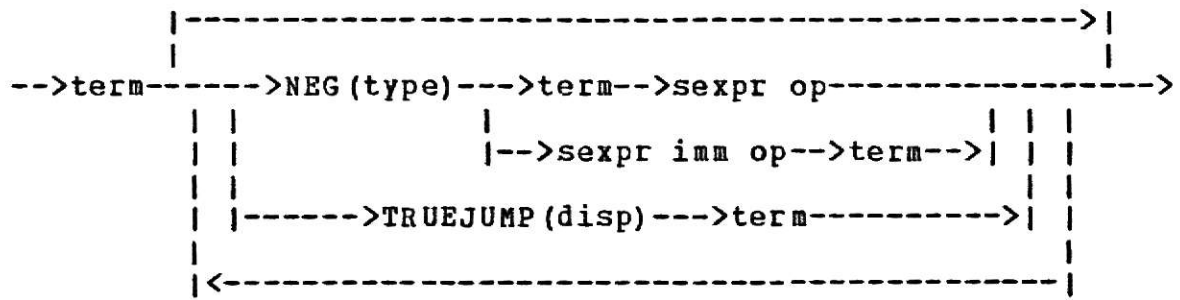 -->term------>NEG(type)--->term-->sexpr op---------------->
|-->sexpr imm op-->term-->|
|------>TRUEJUMP(disp)--->term---------->|